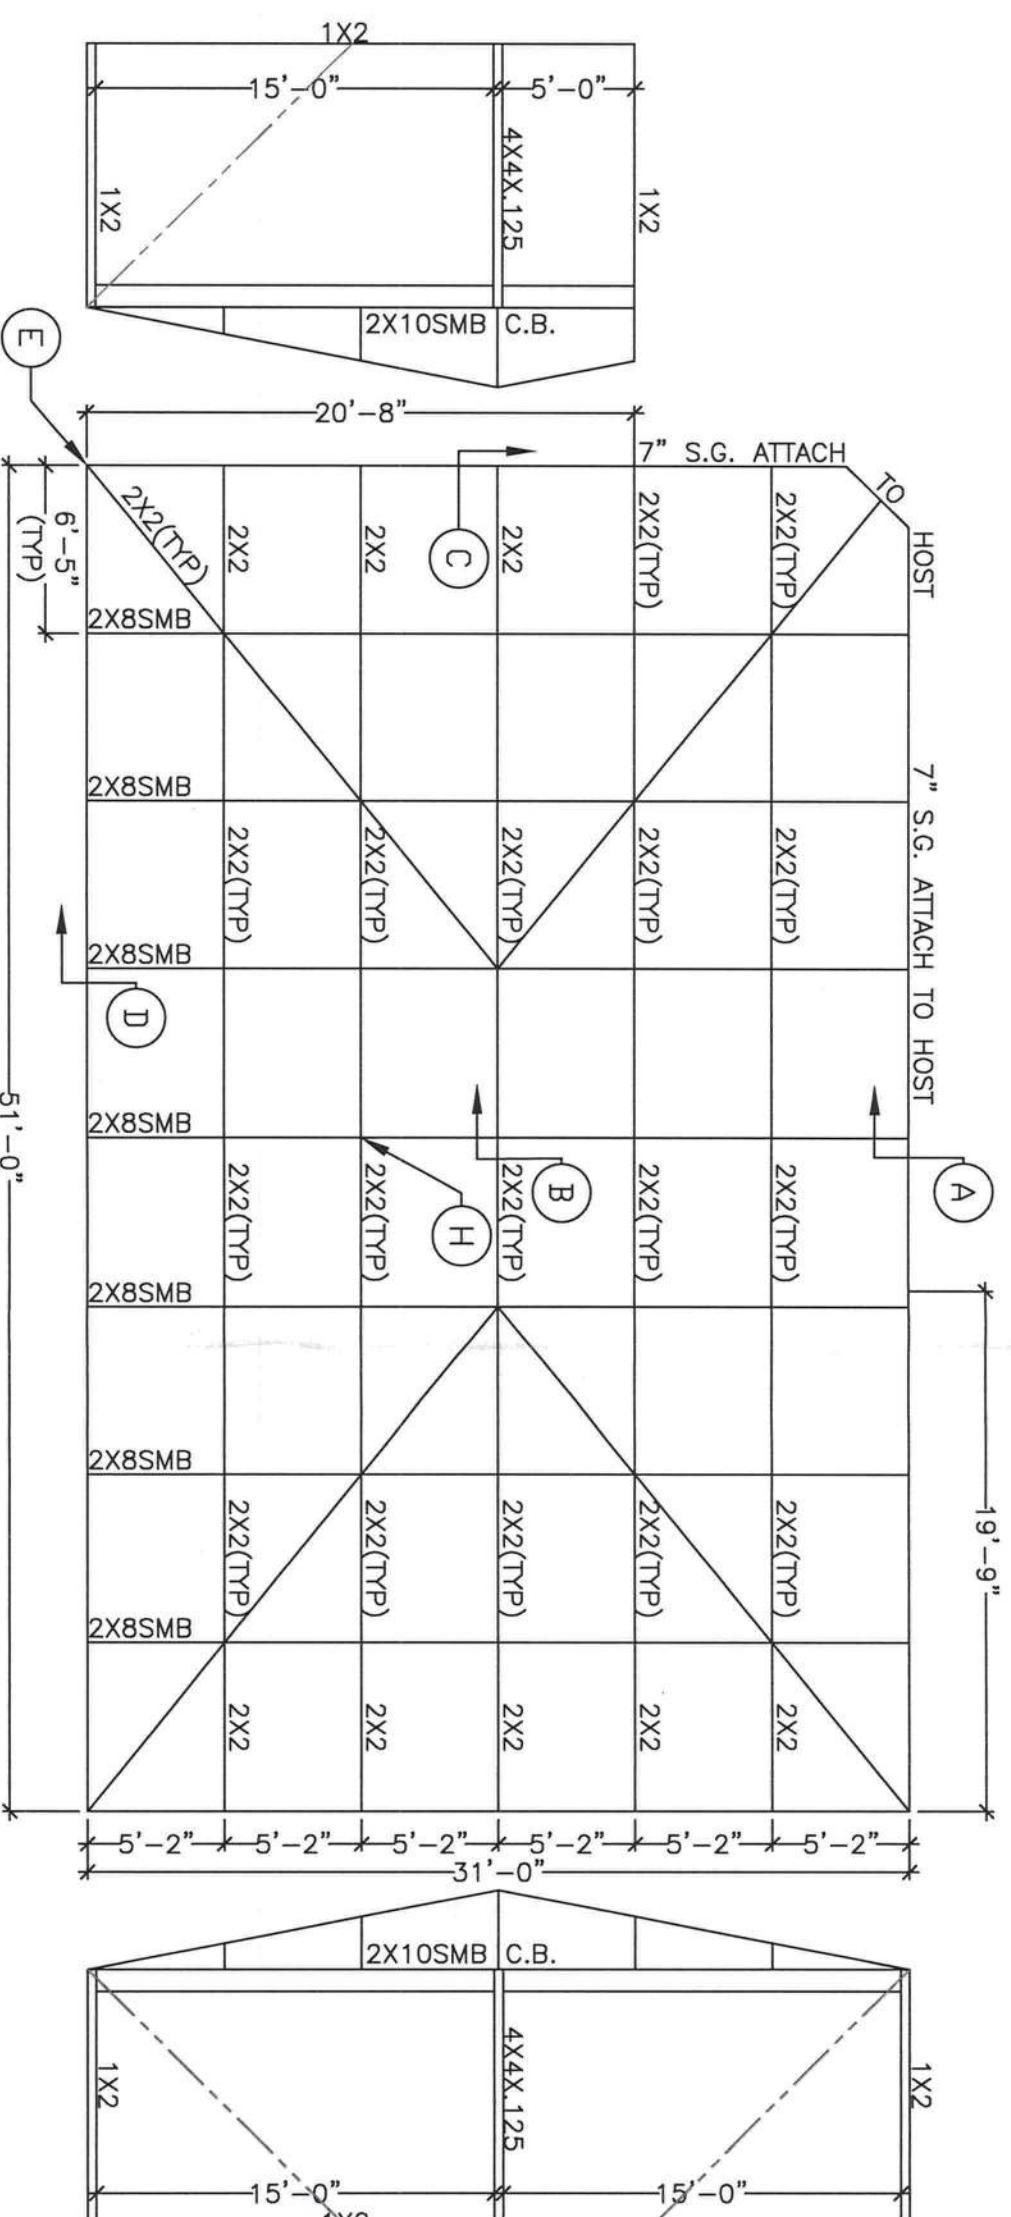 1X2
15'-0"
5'-0"
1X2
4X4X.125
1X2
2X10SMB C.B.
E
20'-8"
7" S.G. ATTACH
TO
HOST
6'-5"
(TYP)
2X2(TYP)
2X2
2X2
2X2
2X2(TYP)
2X2(TYP)
C
2X8SMB
7" S.G. ATTACH TO HOST
2X8SMB
2X2(TYP)
2X2(TYP)
2X2(TYP)
2X2(TYP)
2X2(TYP)
2X8SMB
D
51'-0"
2X8SMB
2X2(TYP)
2X2(TYP)
2X2(TYP)
2X2(TYP)
2X2(TYP)
B
A
H
2X8SMB
19'-9"
2X8SMB
2X2(TYP)
2X2(TYP)
2X2(TYP)
2X2(TYP)
2X2(TYP)
2X8SMB
2X2
2X2
2X2
2X2
2X2
5'-2"
5'-2"
5'-2"
5'-2"
5'-2"
5'-2"
31'-0"
2X10SMB C.B.
1X2
4X4X.125
1X2
15'-0"
15'-0"